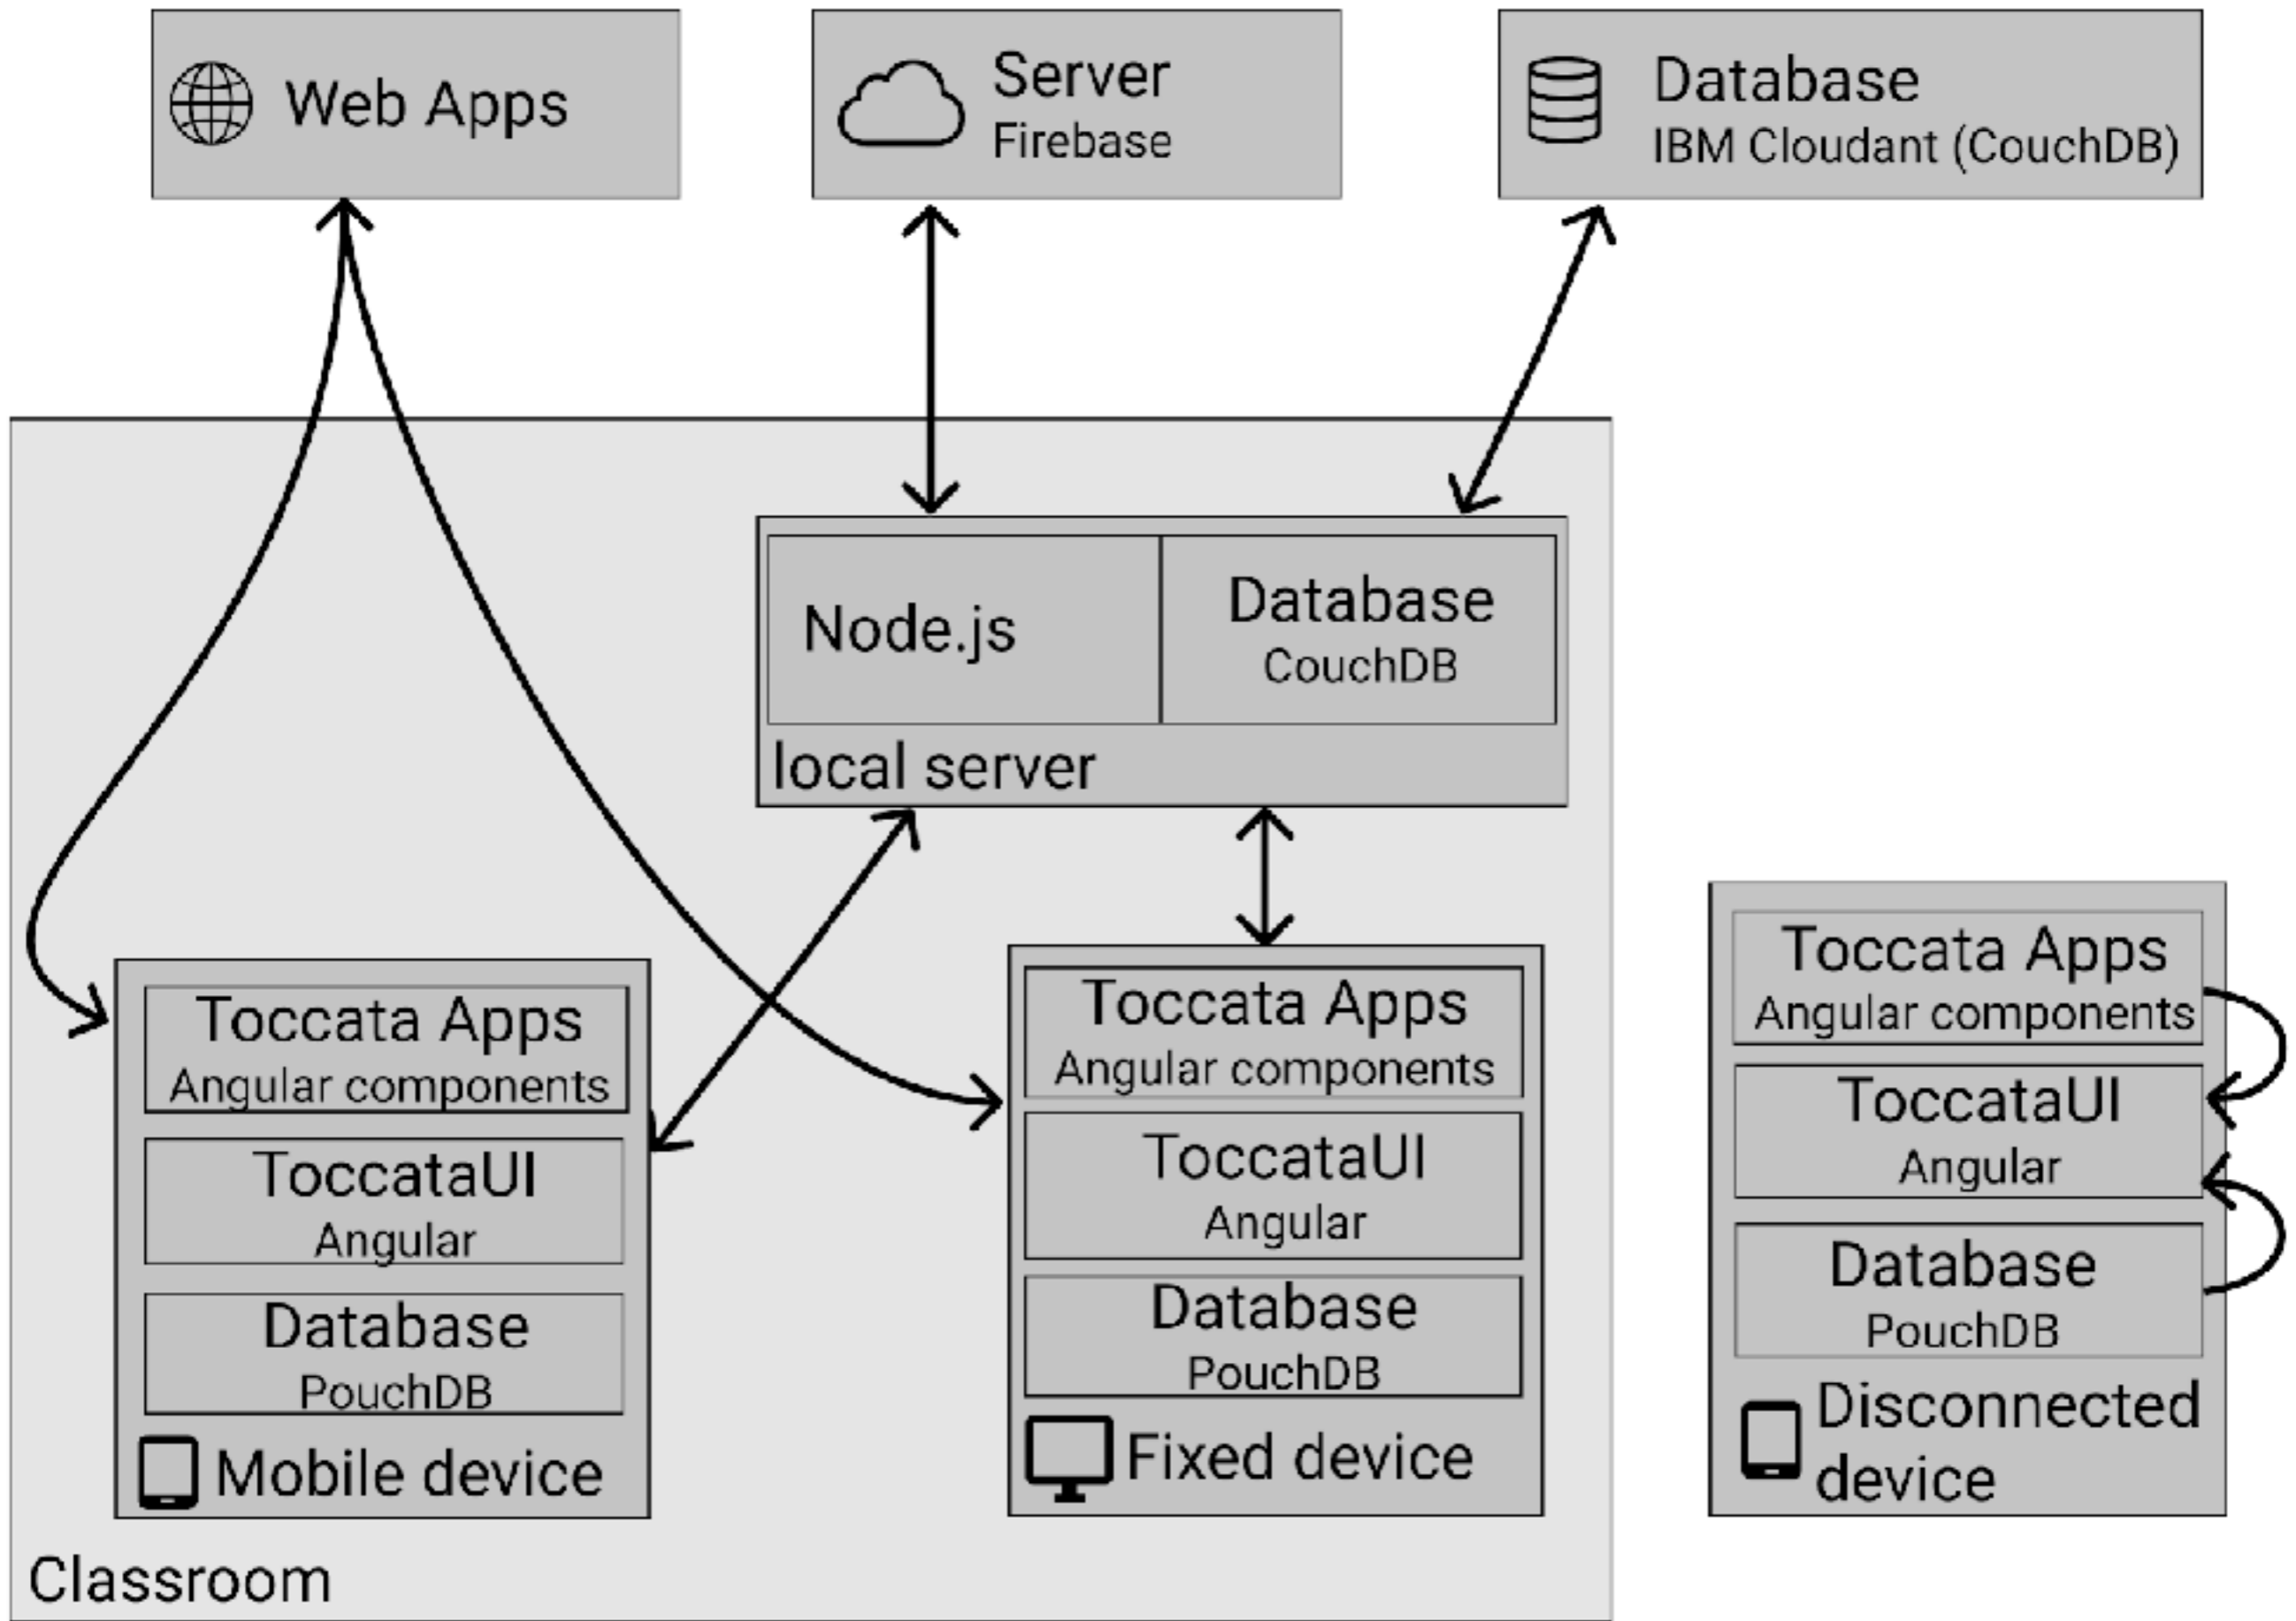 Web Apps
Server
Firebase
Database
IBM Cloudant (CouchDB)
Node.js
Database
CouchDB
local server
Toccata Apps
Angular components
ToccataUI
Angular
Database
PouchDB
Mobile device
Toccata Apps
Angular components
ToccataUI
Angular
Database
PouchDB
Fixed device
Toccata Apps
Angular components
ToccataUI
Angular
Database
PouchDB
Disconnected
device
Classroom